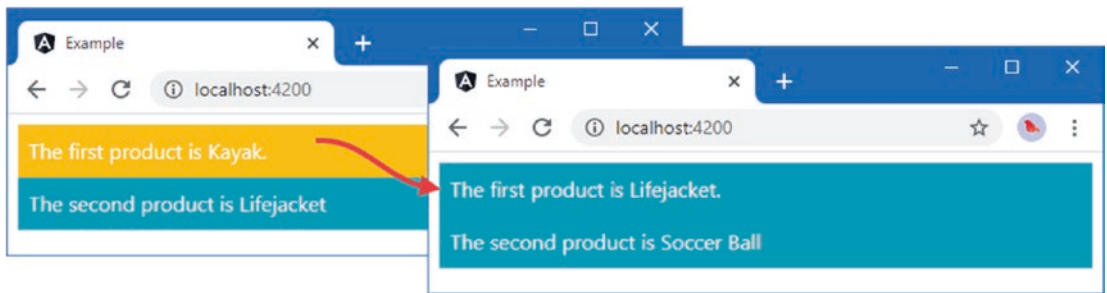 Example
localhost:4200
The first product is Kayak.
The second product is Lifejacket
Example
localhost:4200
The first product is Lifejacket.
The second product is Soccer Ball